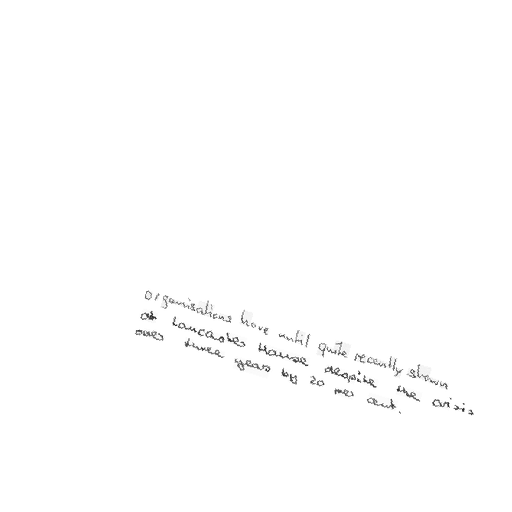 organisations have until quite recently shown
at Lancaster House despite the crisis
over three years by 20 per cent.